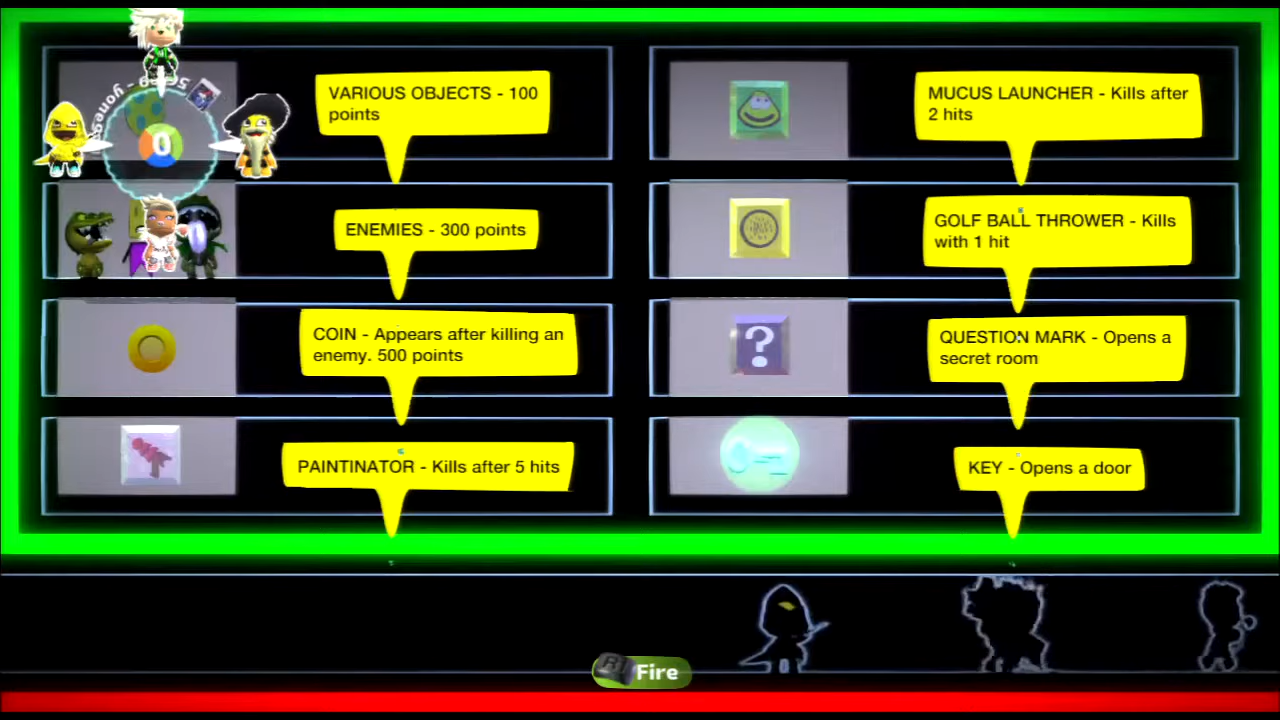 VARIOUS OBJECTS - 100
points
MUCUS LAUNCHER - Kills after
2 hits
0
ENEMIES - 300 points
GOLF BALL THROWER - Kills
with 1 hit
COIN - Appears after killing an
enemy. 500 points
?
QUESTION MARK - Opens a
secret room
PAINTINATOR - Kills after 5 hits
KEY - Opens a door
R1 Fire